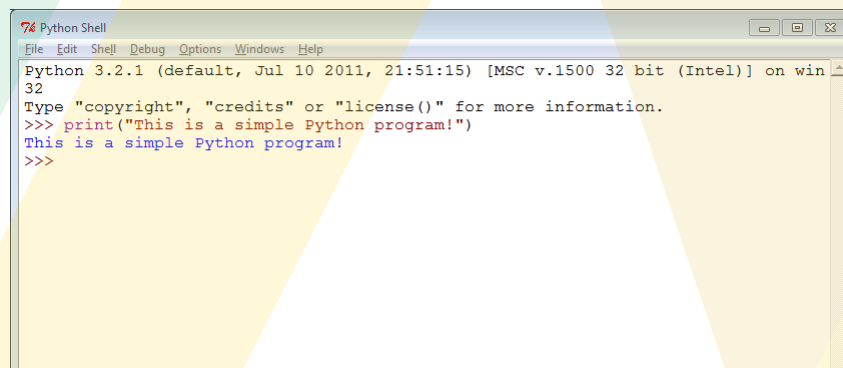 Python Shell
File Edit Shell Debug Options Windows Help
Python 3.2.1 (default, Jul 10 2011, 21:51:15) [MSC v.1500 32 bit (Intel)] on win
32
Type "copyright", "credits" or "license()" for more information.
>>> print("This is a simple Python program!")
This is a simple Python program!
>>>